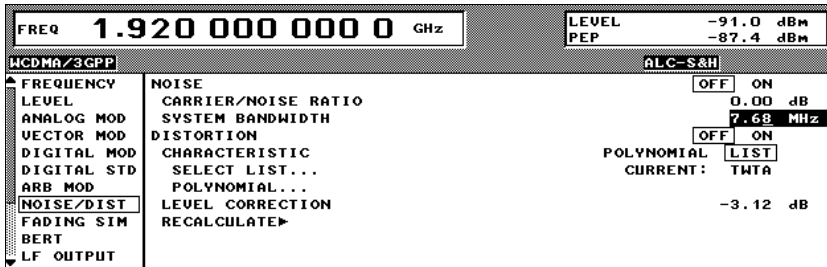 FREQ 1.920 000 000 0 GHz
LEVEL -91.0 dBm
PEP -87.4 dBm
WCDMA/3GPP ALC-S&H
FREQUENCY
LEVEL
ANALOG MOD
VECTOR MOD
DIGITAL MOD
DIGITAL STD
ARB MOD
NOISE/DIST
FADING SIM
BERT
LF OUTPUT
NOISE OFF ON
CARRIER/NOISE RATIO 0.00 dB
SYSTEM BANDWIDTH 7.68 MHz
DISTORTION OFF ON
CHARACTERISTIC POLYNOMIAL LIST
SELECT LIST... CURRENT: TWTA
POLYNOMIAL...
LEVEL CORRECTION -3.12 dB
RECALCULATE▶